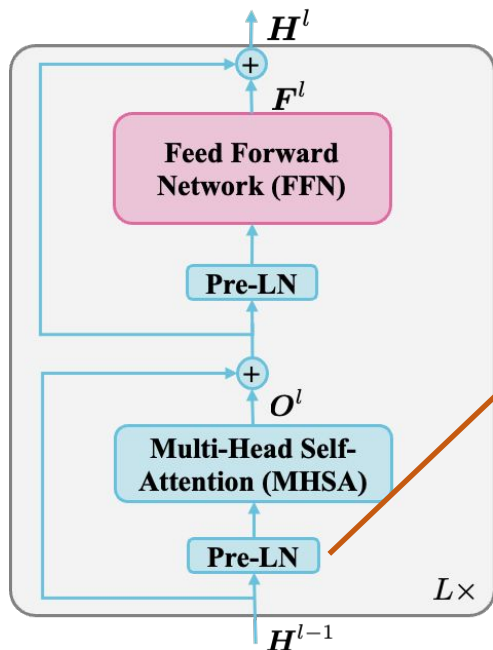 H^l
+
F^l
Feed Forward
Network (FFN)
Pre-LN
+
O^l
Multi-Head Self-
Attention (MHSA)
Pre-LN
L×
H^{l-1}